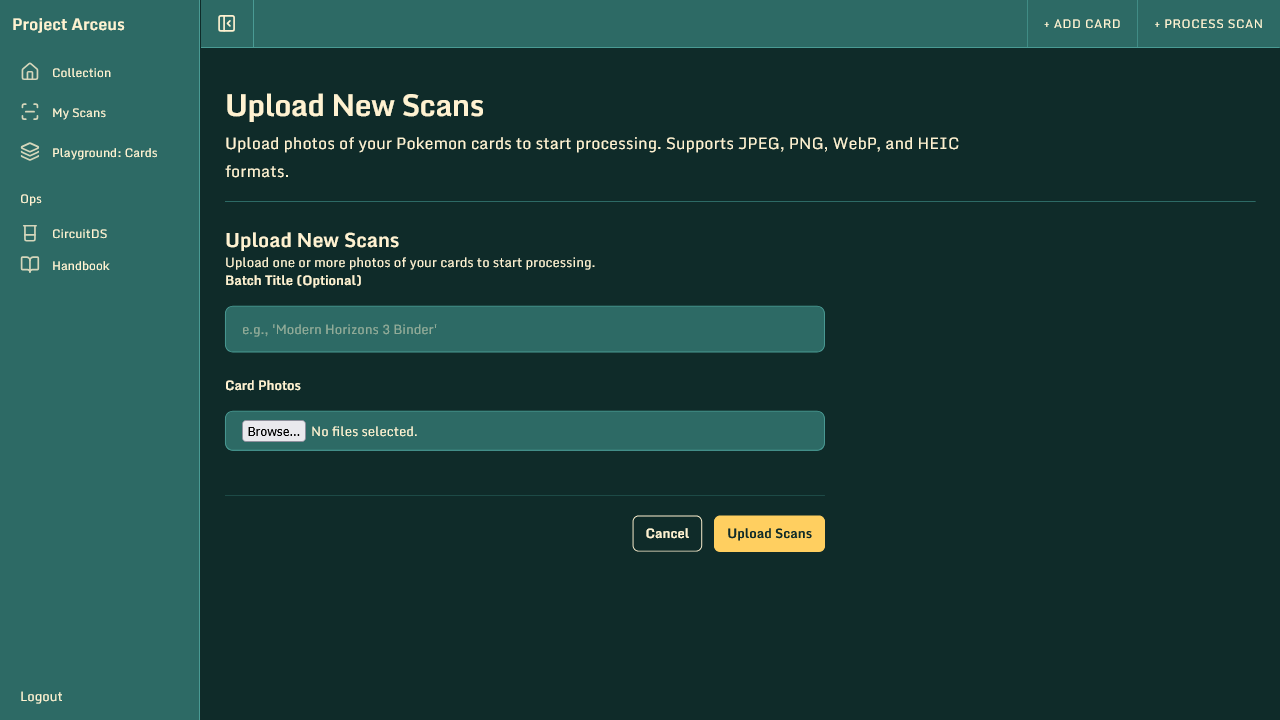 Project Arceus
+ ADD CARD
+ PROCESS SCAN
Collection
My Scans
Playground: Cards
Ops
CircuitDS
Handbook
Logout
Upload New Scans
Upload photos of your Pokemon cards to start processing. Supports JPEG, PNG, WebP, and HEIC
formats.
Upload New Scans
Upload one or more photos of your cards to start processing.
Batch Title (Optional)
e.g., 'Modern Horizons 3 Binder'
Card Photos
Browse... No files selected.
Cancel
Upload Scans